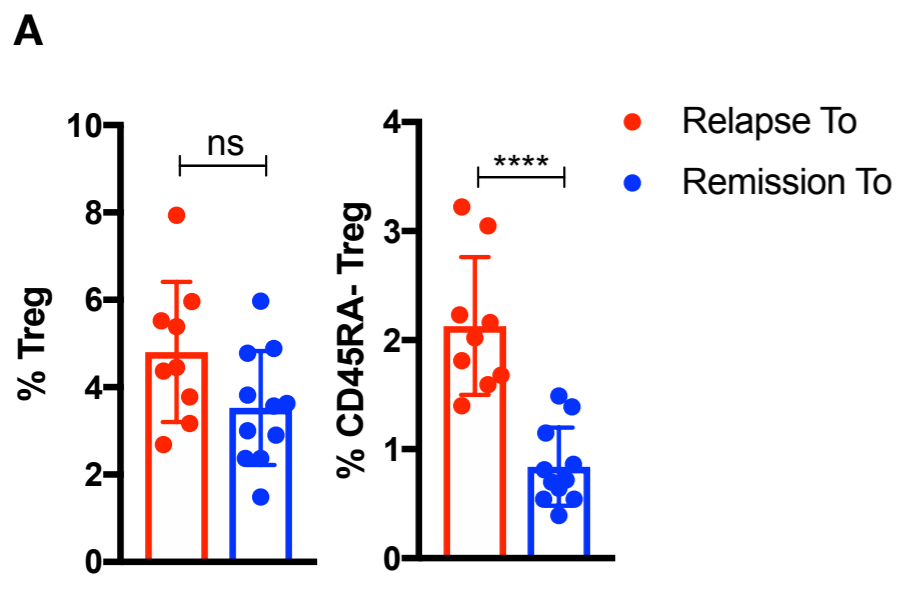 A
% Treg
10
8
6
4
2
0
ns
% CD45RA- Treg
4
3
2
1
0
****
Relapse To
Remission To